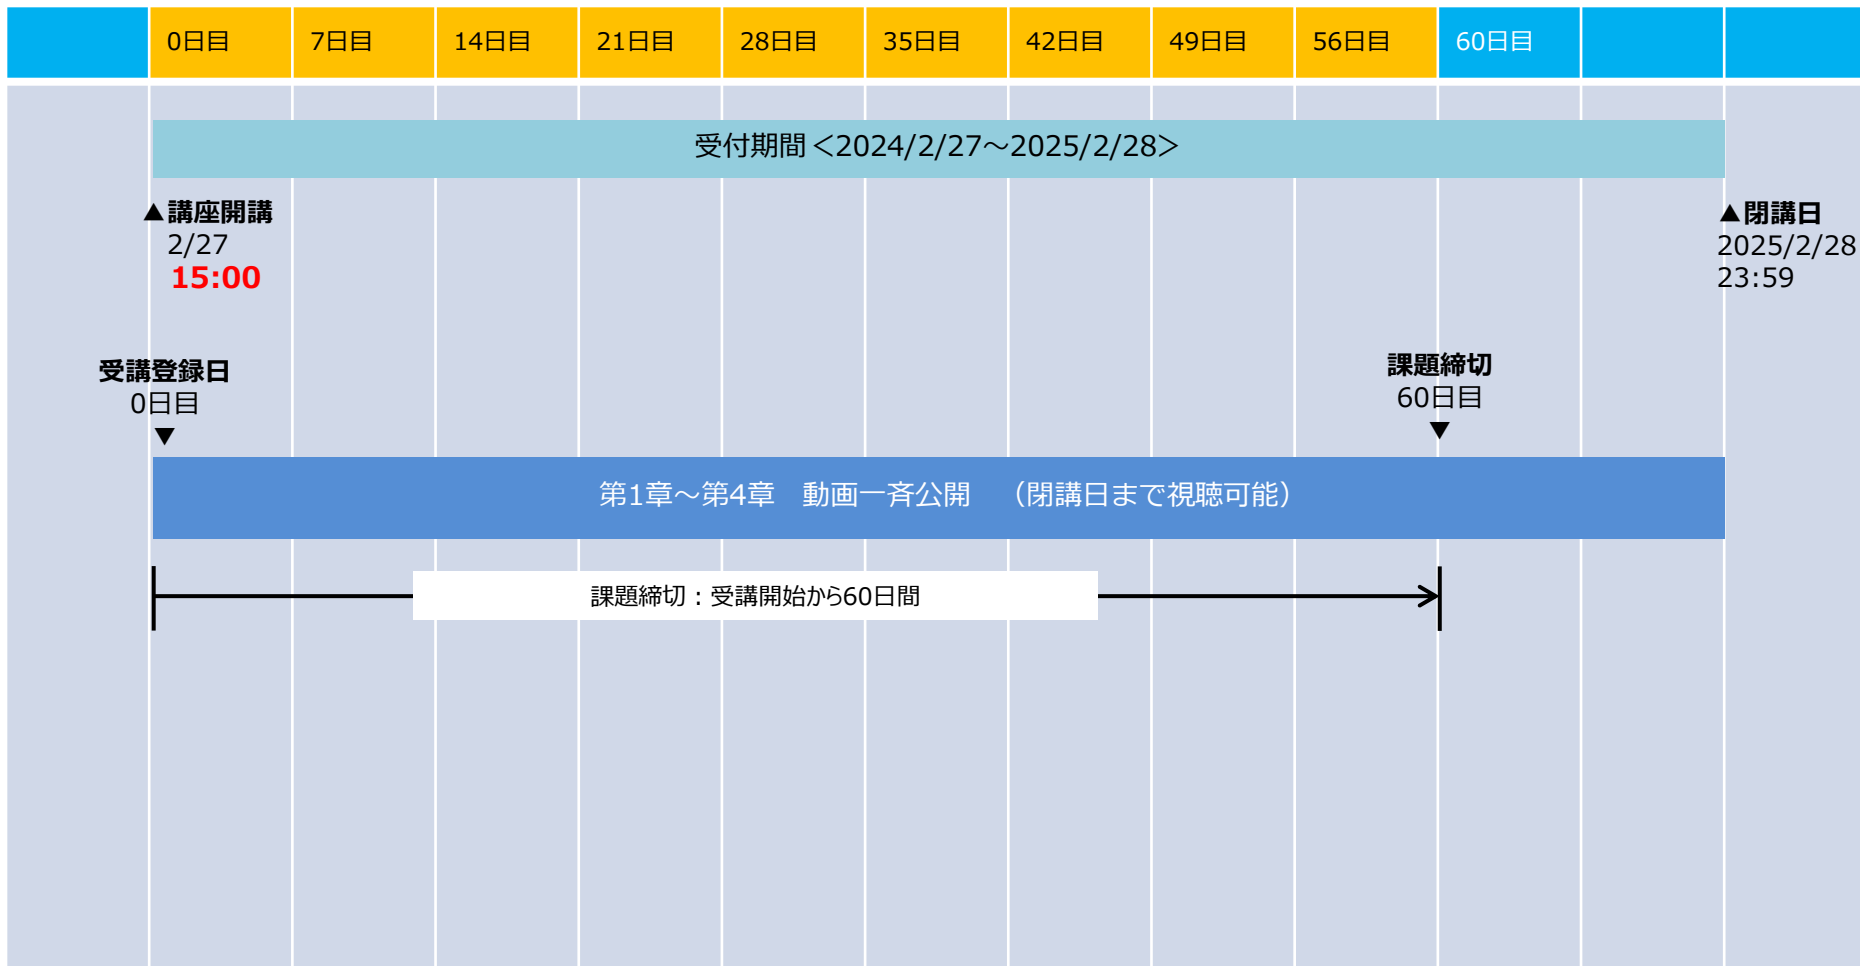 0日目 7日目 14日目 21日目 28日目 35日目 42日目 49日目 56日目 60日目
受付期間<2024/2/27～2025/2/28>
▲講座開講
2/27
15:00
▲閉講日
2025/2/28
23:59
受講登録日
0日目
▼
課題締切
60日目
▼
第1章～第4章　動画一斉公開　（閉講日まで視聴可能）
課題締切：受講開始から60日間